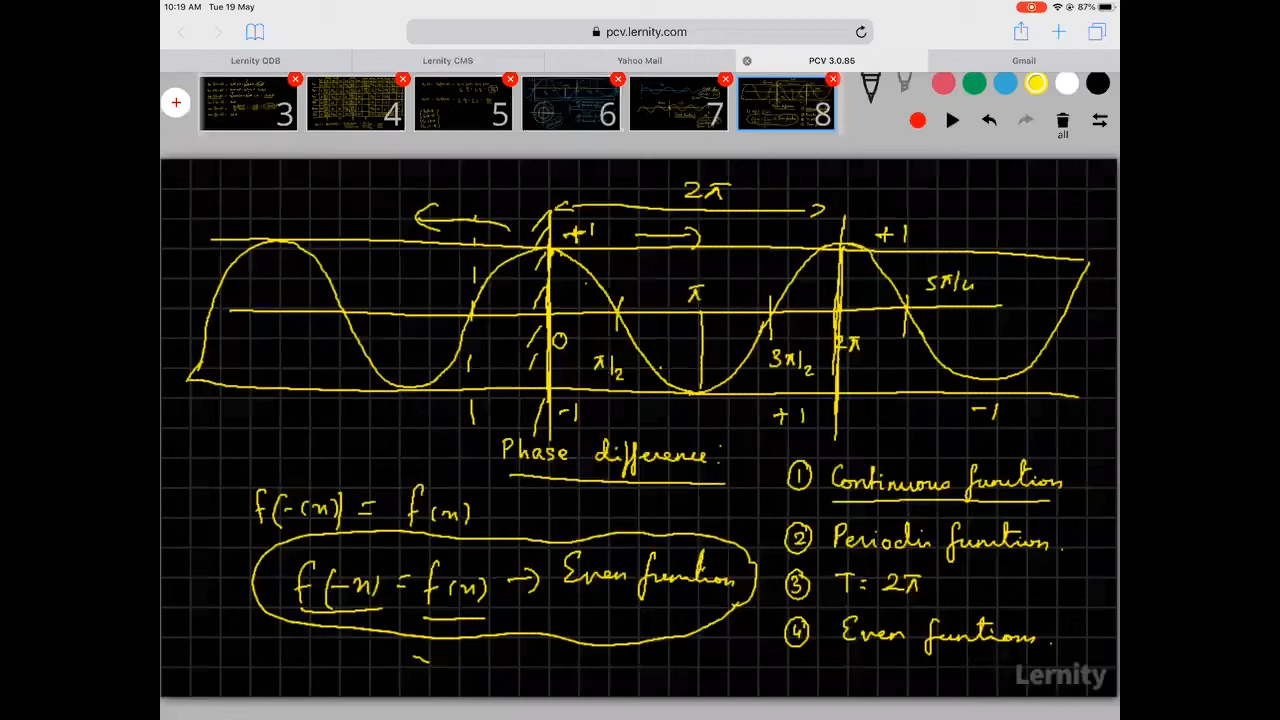 10:19 AM Tue 19 May
87%
pcv.lernity.com
Lernity QDB
Lernity CMS
Yahoo Mail
PCV 3.0.85
Gmail
3
4
5
6
7
8
all
2π
+1
+1
π
5π/4
0
π/2
3π/2
2π
-1
+1
-1
Phase difference:
① Continuous function
f(-(x)] = f(x)
② Periodic function.
f(-x) = f(x) → Even function
③ T = 2π
④ Even funtions.
Lernity